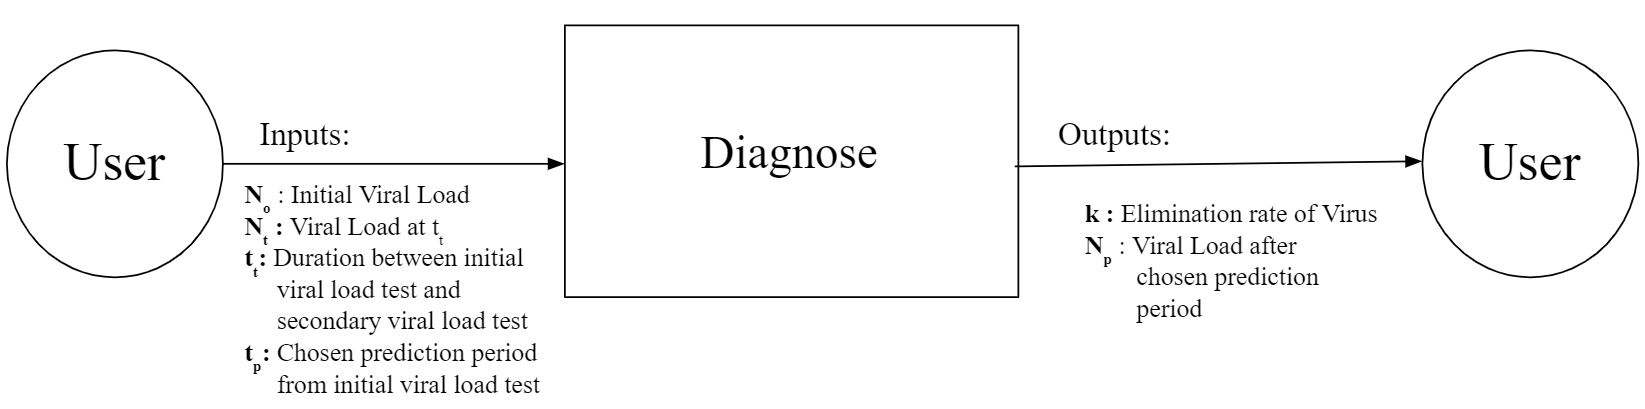 User
Inputs:
N_o : Initial Viral Load
N_t : Viral Load at t_t
t_t: Duration between initial
viral load test and
secondary viral load test
t_p: Chosen prediction period
from initial viral load test
Diagnose
Outputs:
k : Elimination rate of Virus
N_p : Viral Load after
chosen prediction
period
User